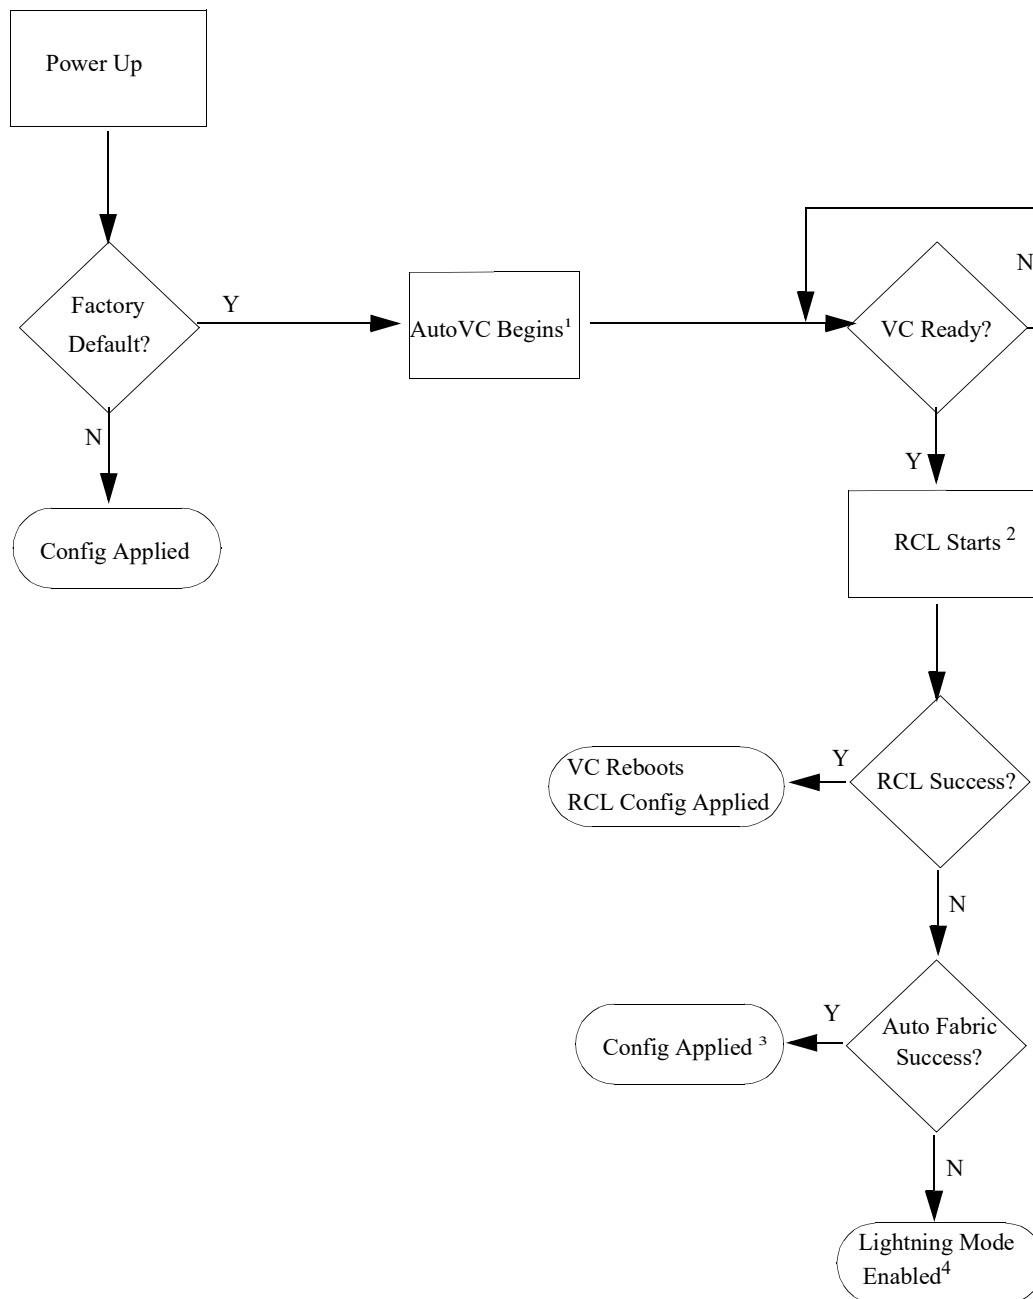 Power Up
Factory
Default?
Y
N
Config Applied
AutoVC Begins¹
VC Ready?
N
Y
RCL Starts ²
RCL Success?
Y
VC Reboots
RCL Config Applied
N
Auto Fabric
Success?
Y
Config Applied ³
N
Lightning Mode
Enabled⁴